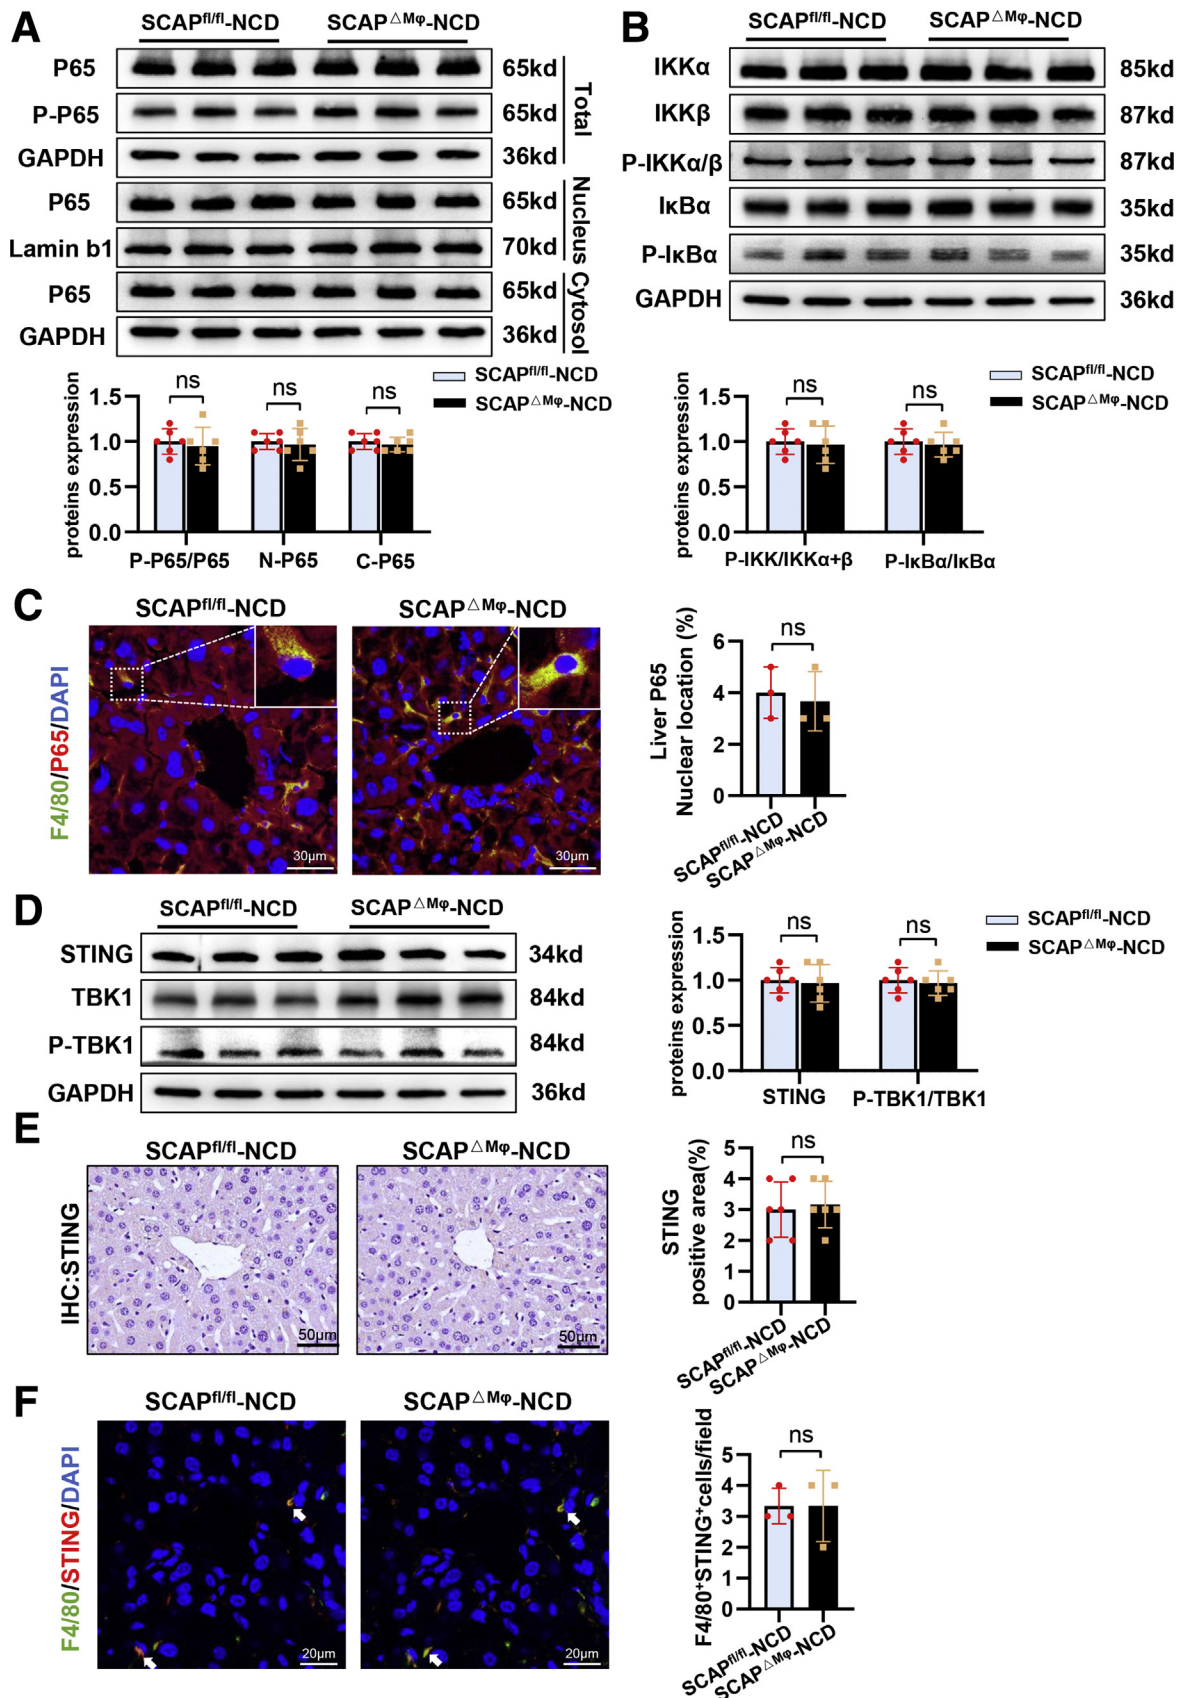 A
SCAPfl/fl-NCD SCAP△Mφ-NCD
P65 65kd
P-P65 65kd
GAPDH 36kd
Total
P65 65kd
Lamin b1 70kd
Nucleus
P65 65kd
GAPDH 36kd
Cytosol
proteins expression
1.5
1.0
0.5
0.0
ns ns ns
P-P65/P65 N-P65 C-P65
SCAPfl/fl-NCD
SCAP△Mφ-NCD
B
SCAPfl/fl-NCD SCAP△Mφ-NCD
IKKα 85kd
IKKβ 87kd
P-IKKα/β 87kd
IκBα 35kd
P-IκBα 35kd
GAPDH 36kd
proteins expression
1.5
1.0
0.5
0.0
ns ns
P-IKK/IKKα+β P-IκBα/IκBα
SCAPfl/fl-NCD
SCAP△Mφ-NCD
C
SCAPfl/fl-NCD SCAP△Mφ-NCD
F4/80/P65/DAPI
30μm 30μm
Liver P65
Nuclear location (%)
6
4
2
0
ns
SCAPfl/fl-NCD
SCAP△Mφ-NCD
D
SCAPfl/fl-NCD SCAP△Mφ-NCD
STING 34kd
TBK1 84kd
P-TBK1 84kd
GAPDH 36kd
proteins expression
1.5
1.0
0.5
0.0
ns ns
STING P-TBK1/TBK1
SCAPfl/fl-NCD
SCAP△Mφ-NCD
E
SCAPfl/fl-NCD SCAP△Mφ-NCD
IHC:STING
50μm 50μm
STING
positive area(%)
5
4
3
2
1
0
ns
SCAPfl/fl-NCD
SCAP△Mφ-NCD
F
SCAPfl/fl-NCD SCAP△Mφ-NCD
F4/80/STING/DAPI
20μm 20μm
F4/80+STING+cells/field
5
4
3
2
1
0
ns
SCAPfl/fl-NCD
SCAP△Mφ-NCD